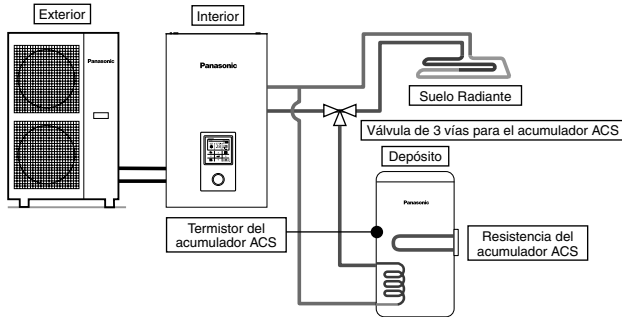 Exterior
Interior
Panasonic
Panasonic
Suelo Radiante
Válvula de 3 vías para el acumulador ACS
Depósito
Panasonic
Termistor del
acumulador ACS
Resistencia del
acumulador ACS